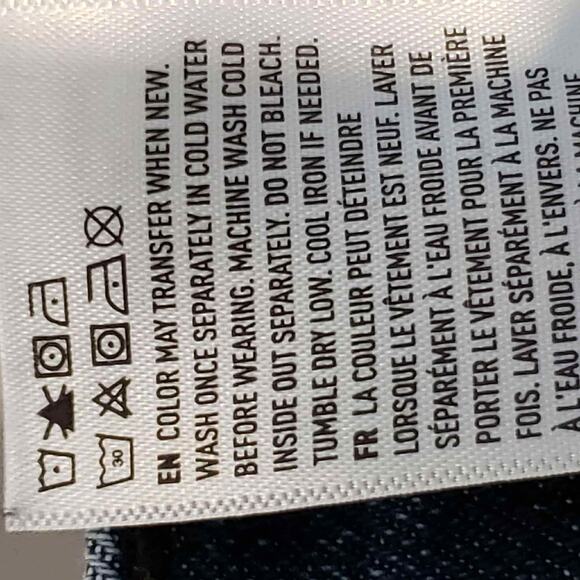 30
EN COLOR MAY TRANSFER WHEN NEW.
WASH ONCE SEPARATELY IN COLD WATER
BEFORE WEARING. MACHINE WASH COLD
INSIDE OUT SEPARATELY. DO NOT BLEACH.
TUMBLE DRY LOW. COOL IRON IF NEEDED.
FR LA COULEUR PEUT DÉTEINDRE
LORSQUE LE VÊTEMENT EST NEUF. LAVER
SÉPARÉMENT À L'EAU FROIDE AVANT DE
PORTER LE VÊTEMENT POUR LA PREMIÈRE
FOIS. LAVER SÉPARÉMENT À LA MACHINE
À L'EAU FROIDE, À L'ENVERS. NE PAS
MACHINE